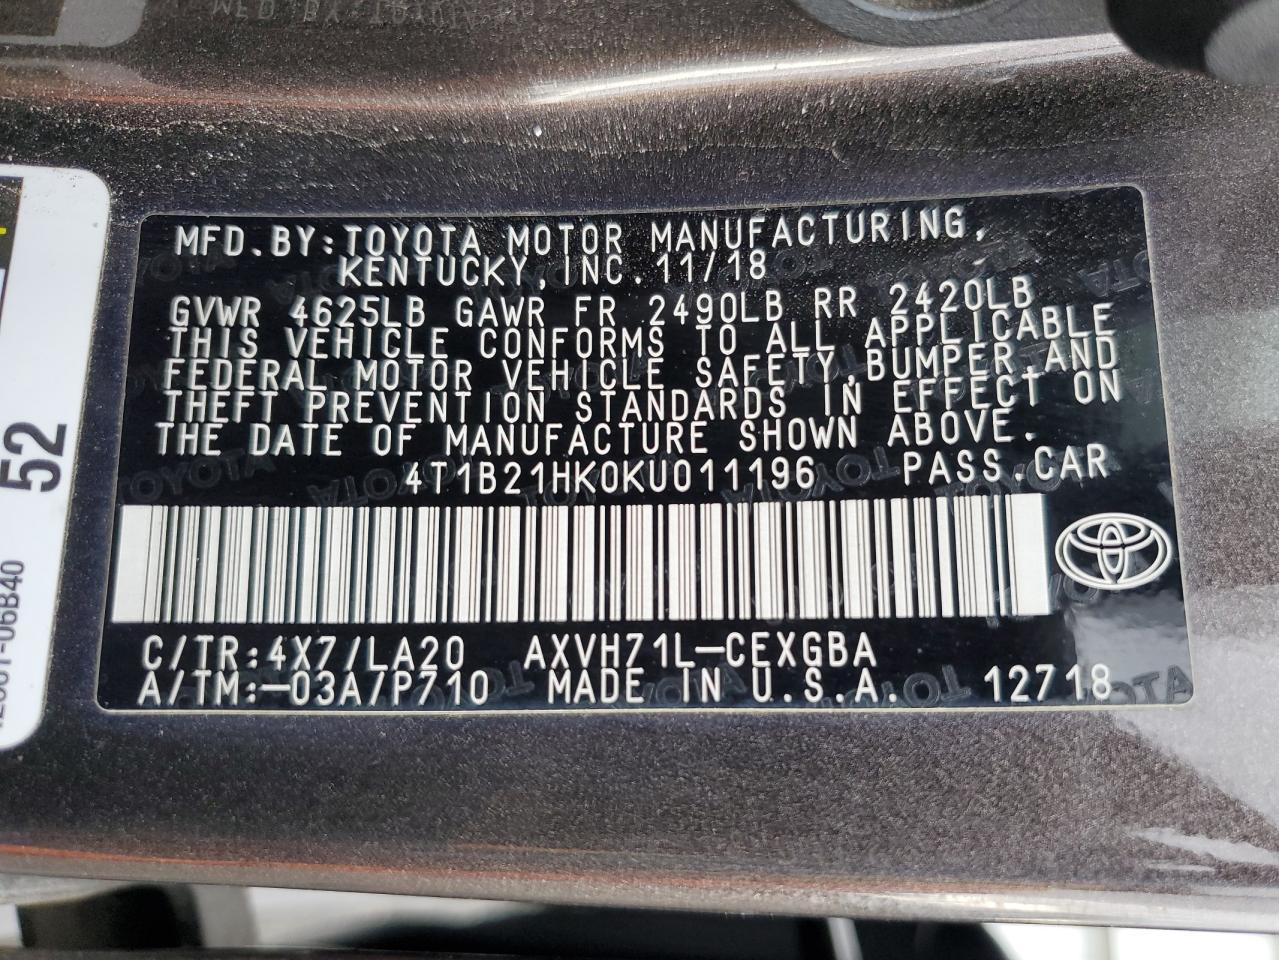 MFD.BY:TOYOTA MOTOR MANUFACTURING,
KENTUCKY,INC. 11/18
GVWR 4625LB GAWR FR 2490LB RR 2420LB
THIS VEHICLE CONFORMS TO ALL APPLICABLE
FEDERAL MOTOR VEHICLE SAFETY,BUMPER,AND
THEFT PREVENTION STANDARDS IN EFFECT ON
THE DATE OF MANUFACTURE SHOWN ABOVE.
4T1B21HK0KU011196 PASS.CAR
C/TR:4X7/LA20 AXVH71L-CEXGBA
A/TM:-03A/P710 MADE IN U.S.A. 12718
52
-06B40